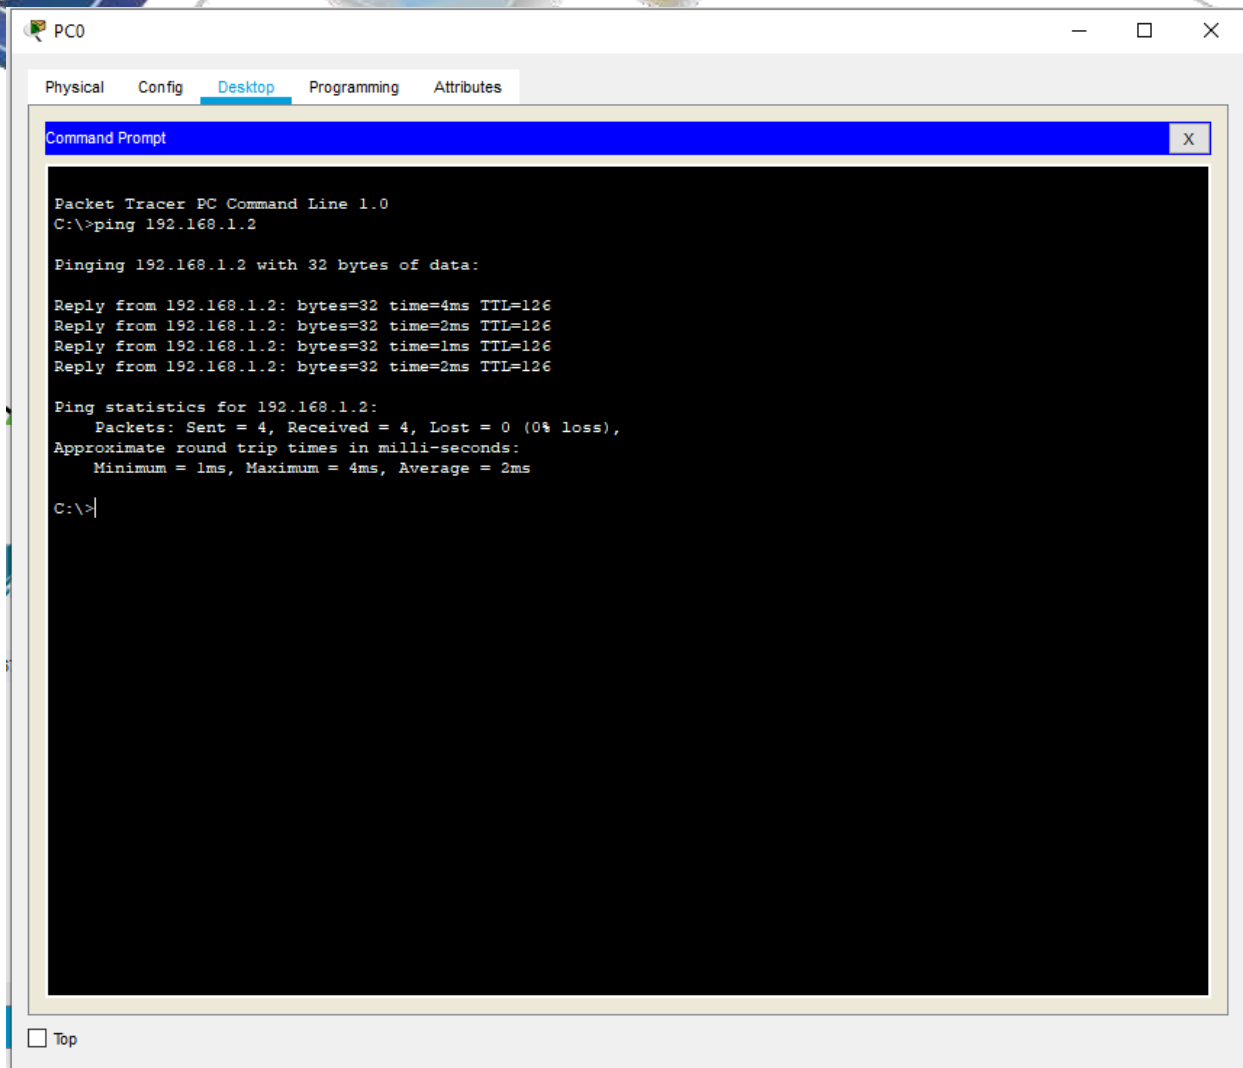 PC0
Physical Config Desktop Programming Attributes
Command Prompt
X
Packet Tracer PC Command Line 1.0
C:\>ping 192.168.1.2
Pinging 192.168.1.2 with 32 bytes of data:
Reply from 192.168.1.2: bytes=32 time=4ms TTL=126
Reply from 192.168.1.2: bytes=32 time=2ms TTL=126
Reply from 192.168.1.2: bytes=32 time=1ms TTL=126
Reply from 192.168.1.2: bytes=32 time=2ms TTL=126
Ping statistics for 192.168.1.2:
Packets: Sent = 4, Received = 4, Lost = 0 (0% loss),
Approximate round trip times in milli-seconds:
Minimum = 1ms, Maximum = 4ms, Average = 2ms
C:\>
Top